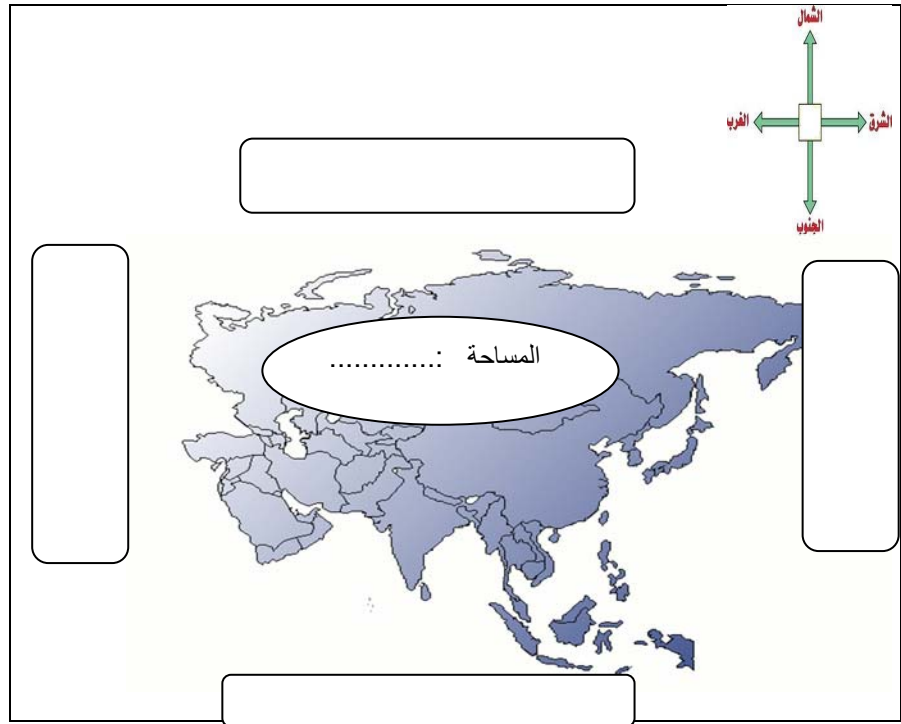 الشمال
الشرق
الغرب
الجنوب
المساحة :.............